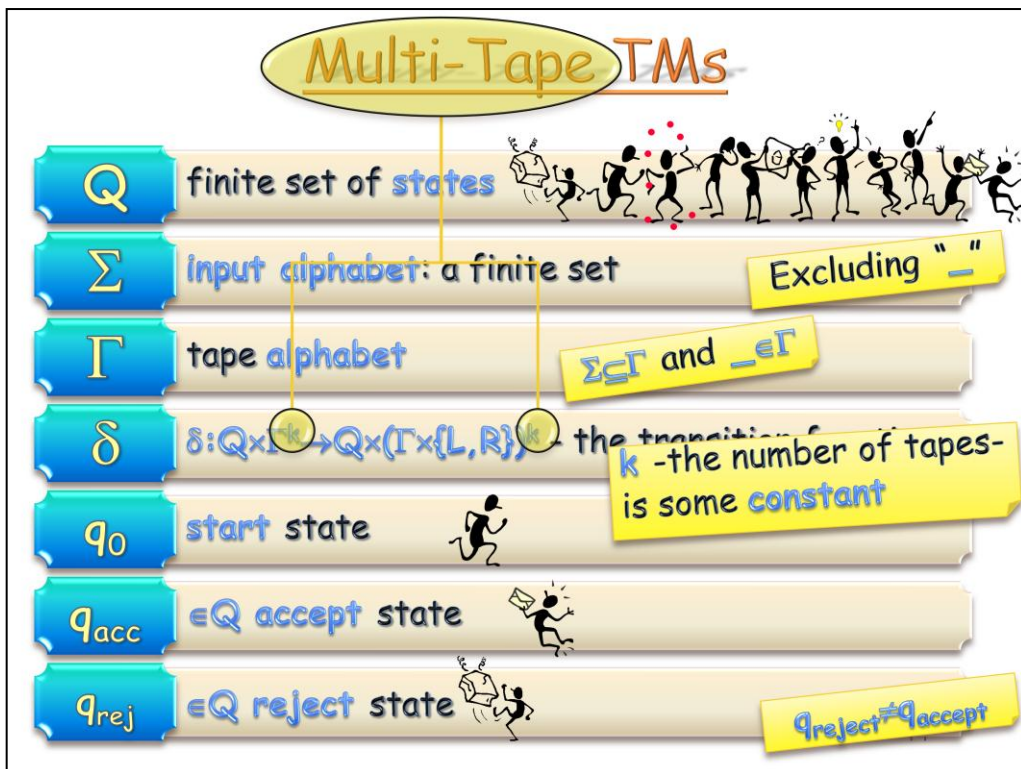 Multi-Tape TMs
Q
finite set of states
Σ
input alphabet: a finite set
Excluding "_"
Γ
tape alphabet
Σ⊆Γ and _∈Γ
δ
δ:Q×Γᵏ→Q×(Γ×{L,R})ᵏ - the transition
k -the number of tapes-
is some constant
q₀
start state
qacc
∈Q accept state
qrej
∈Q reject state
qreject≠qaccept